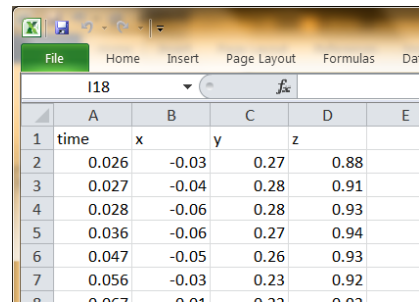 File Home Insert Page Layout Formulas
I18 fx
A B C D E
1 time x y z
2 0.026 -0.03 0.27 0.88
3 0.027 -0.04 0.28 0.91
4 0.028 -0.06 0.28 0.93
5 0.036 -0.06 0.27 0.94
6 0.047 -0.05 0.26 0.93
7 0.056 -0.03 0.23 0.92